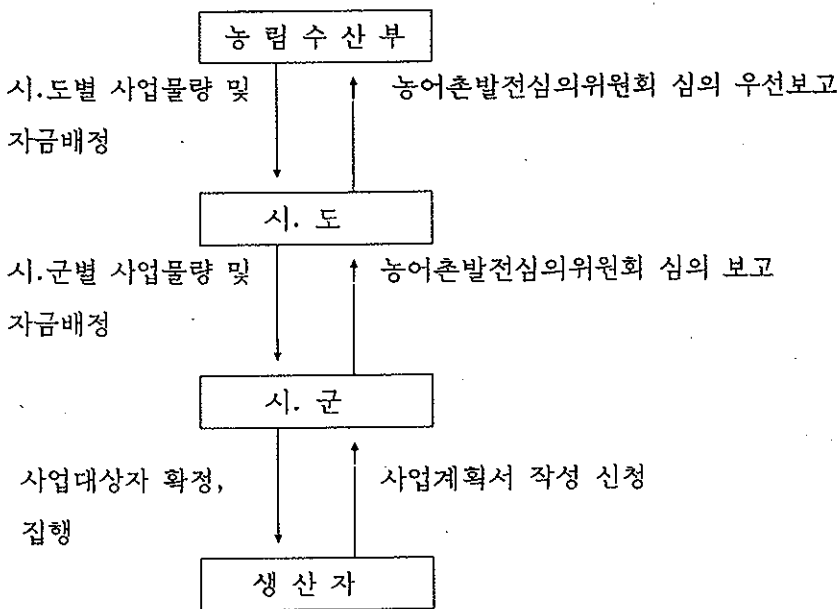 농 림 수 산 부
시.도별 사업물량 및
자금배정
농어촌발전심의위원회 심의 우선보고
시. 도
시.군별 사업물량 및
자금배정
농어촌발전심의위원회 심의 보고
시. 군
사업대상자 확정,
집행
사업계획서 작성 신청
생 산 자